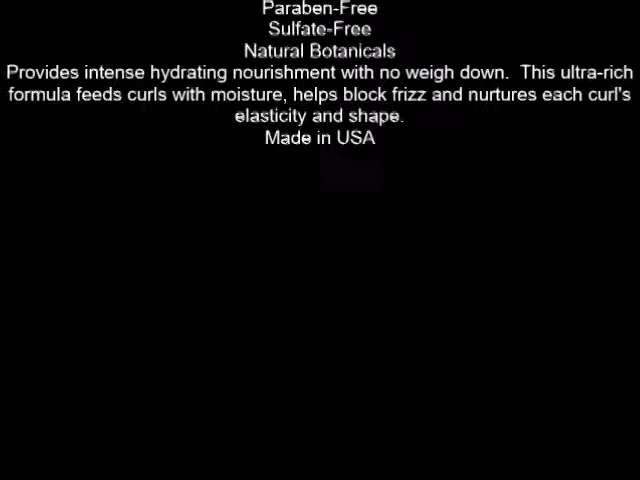 Paraben-Free
Sulfate-Free
Natural Botanicals
Provides intense hydrating nourishment with no weigh down.  This ultra-rich
formula feeds curls with moisture, helps block frizz and nurtures each curl's
elasticity and shape.
Made in USA